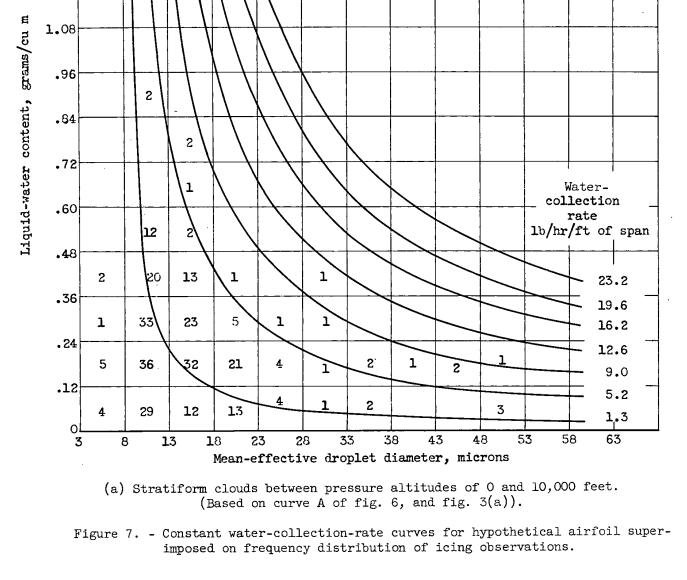 Liquid-water content, grams/cu m
1.08
.96
2
.84
2
.72
1
Water-
collection
rate
lb/hr/ft of span
.60
12 2
.48
2 20 13 1 1 23.2
.36
19.6
1 33 23 5 1 1 16.2
.24
12.6
5 36 32 21 4 1 2 1 2 1 9.0
.12
5.2
4 29 12 13 4 1 2 3 1.3
0
3 8 13 18 23 28 33 38 43 48 53 59 63
Mean-effective droplet diameter, microns
(a) Stratiform clouds between pressure altitudes of 0 and 10,000 feet.
(Based on curve A of fig. 6, and fig. 3(a)).
Figure 7. - Constant water-collection-rate curves for hypothetical airfoil super-
imposed on frequency distribution of icing observations.